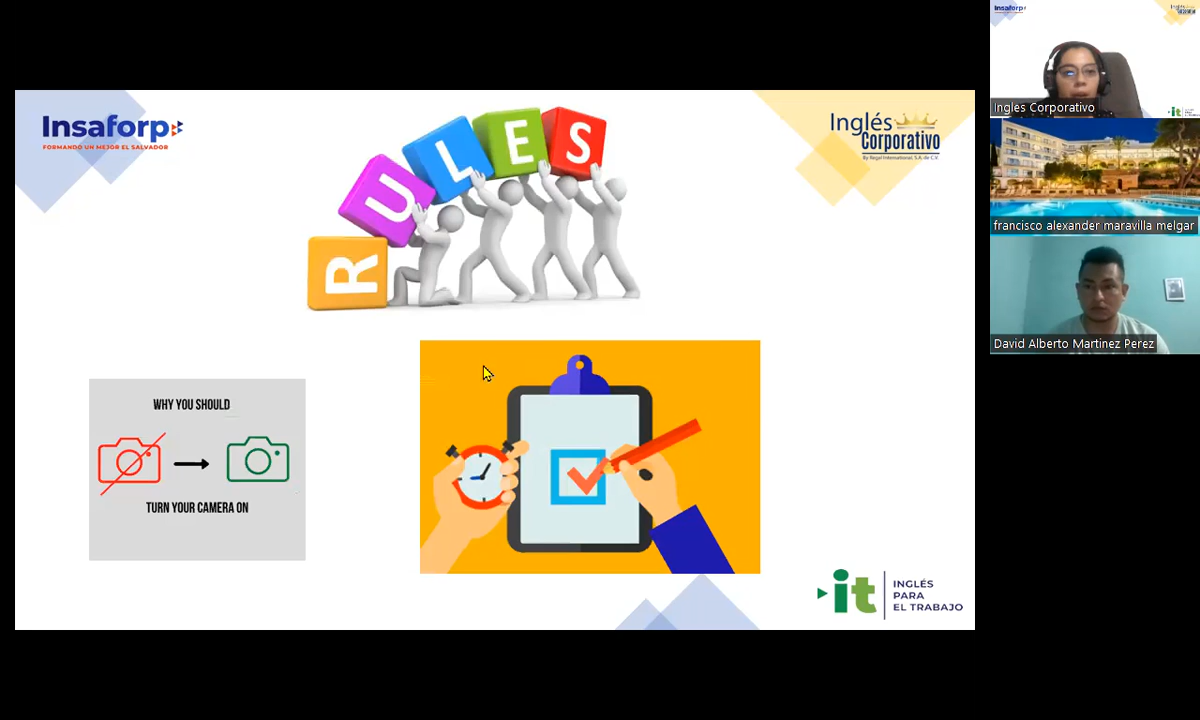 Insaforp
FORMANDO UN MEJOR EL SALVADOR
RULES
Inglés
Corporativo
By Regal International, S.A. de C.V.
WHY YOU SHOULD
TURN YOUR CAMERA ON
it
INGLÉS
PARA
EL TRABAJO
Insaforp
Ingles Corporativo
francisco alexander maravilla melgar
David Alberto Martinez Perez